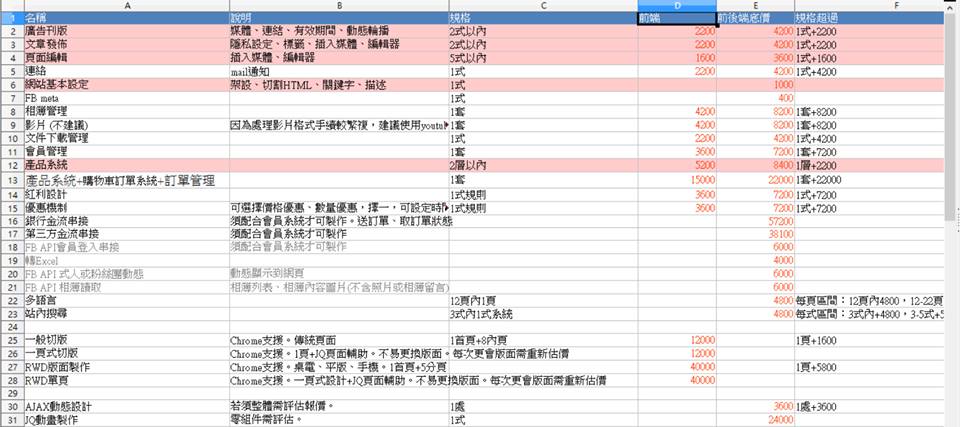 A B C D E F
1 名稱 說明 規格 前端 前後端底價 規格超過
2 廣告刊版 媒體、連結、有效期間、動態輪播 2式以內 2200 4200 1式+2200
3 文章發佈 隱私設定、標籤、插入媒體、編輯器 2式以內 2200 4200 1式+2200
4 頁面編輯 插入媒體、編輯器 5式以內 1600 3600 1式+1600
5 連絡 mail通知 1式 2200 4200 1式+4200
6 網站基本設定 架設、切割HTML、關鍵字、描述 1式 1000
7 FB meta 1式 400
8 相簿管理 1套 4200 8200 1套+8200
9 影片 (不建議) 因為處理影片格式手續較繁複，建議使用youtu 1套 4200 8200 1套+8200
10 文件下載管理 1式 2200 4200 1式+4200
11 會員管理 1套 3600 7200 1套+7200
12 產品系統 2層以內 5200 8400 1層+2200
13 產品系統+購物車訂單系統+訂單管理 1套 15000 22000 1套+22000
14 紅利設計 1式規則 3600 7200 1式+7200
15 優惠機制 可選擇價格優惠、數量優惠，擇一，可設定時 1式規則 3600 7200 1式+7200
16 銀行金流串接 須配合會員系統才可製作。送訂單、取訂單狀態 57200
17 第三方金流串接 須配合會員系統才可製作 38100
18 FB API會員登入串接 須配合會員系統才可製作 6000
19 轉Excel 4000
20 FB API 式人或粉絲團動態 動態顯示到網頁 6000
21 FB API 相簿讀取 相簿列表、相簿內容圖片(不含照片或相簿留言) 6000
22 多語言 12頁內1頁 4800 每頁區間：12頁內4800，12-22頁
23 站內搜尋 3式內1式系統 4800 每式區間：3式內+4800，3-5式+5
24
25 一般切版 Chrome支援。傳統頁面 1首頁+8內頁 12000 1頁+1600
26 一頁式切版 Chrome支援。1頁+JQ頁面輔助。不易更換版面。每次更會版面需重新估價 12000
27 RWD版面製作 Chrome支援。桌電、平版、手機。1首頁+5分頁 40000 1頁+5800
28 RWD單頁 Chrome支援。一頁式設計+JQ頁面輔助。不易更換版面。每次更會版面需重新估價 40000
29
30 AJAX動態設計 若須整體需評估報價。 1處 3600 1處+3600
31 JQ動畫製作 零組件需評估。 1式 24000